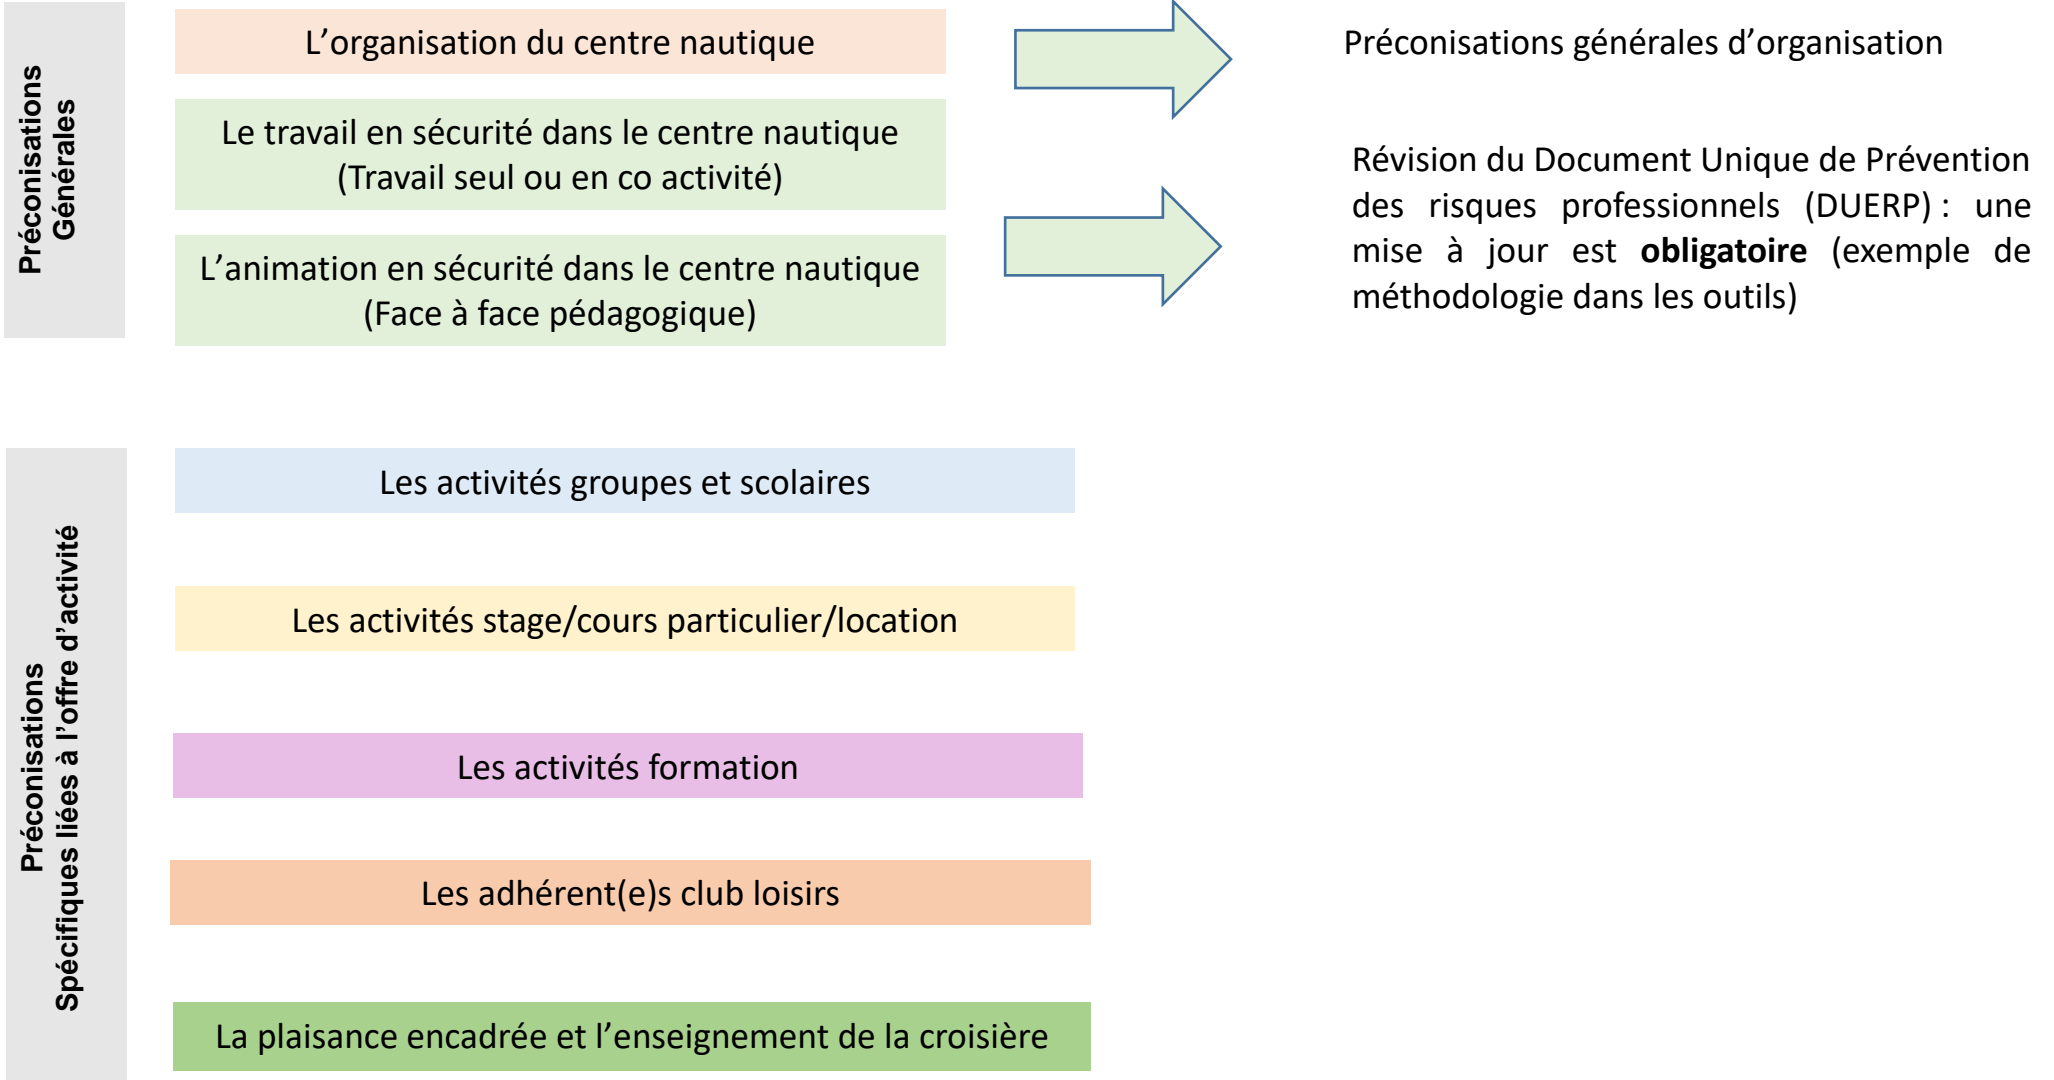 Préconisations
Générales
L’organisation du centre nautique
Préconisations générales d’organisation
Le travail en sécurité dans le centre nautique
(Travail seul ou en co activité)
L’animation en sécurité dans le centre nautique
(Face à face pédagogique)
Révision du Document Unique de Prévention
des risques professionnels (DUERP) : une
mise à jour est obligatoire (exemple de
méthodologie dans les outils)
Préconisations
Spécifiques liées à l’offre d’activité
Les activités groupes et scolaires
Les activités stage/cours particulier/location
Les activités formation
Les adhérent(e)s club loisirs
La plaisance encadrée et l’enseignement de la croisière